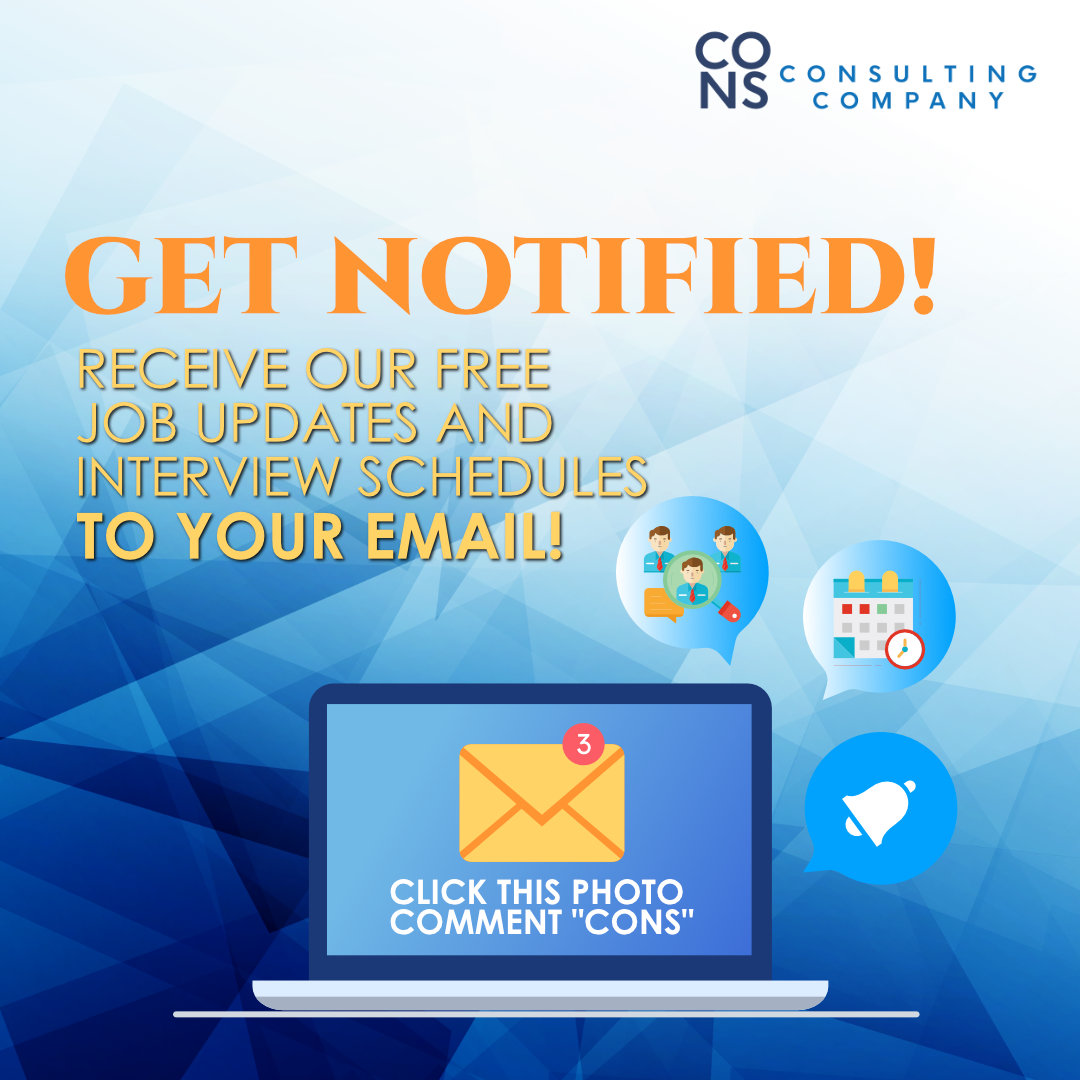 CO
NS
CONSULTING
COMPANY
GET NOTIFIED!
RECEIVE OUR FREE
JOB UPDATES AND
INTERVIEW SCHEDULES
TO YOUR EMAIL!
3
CLICK THIS PHOTO
COMMENT "CONS"